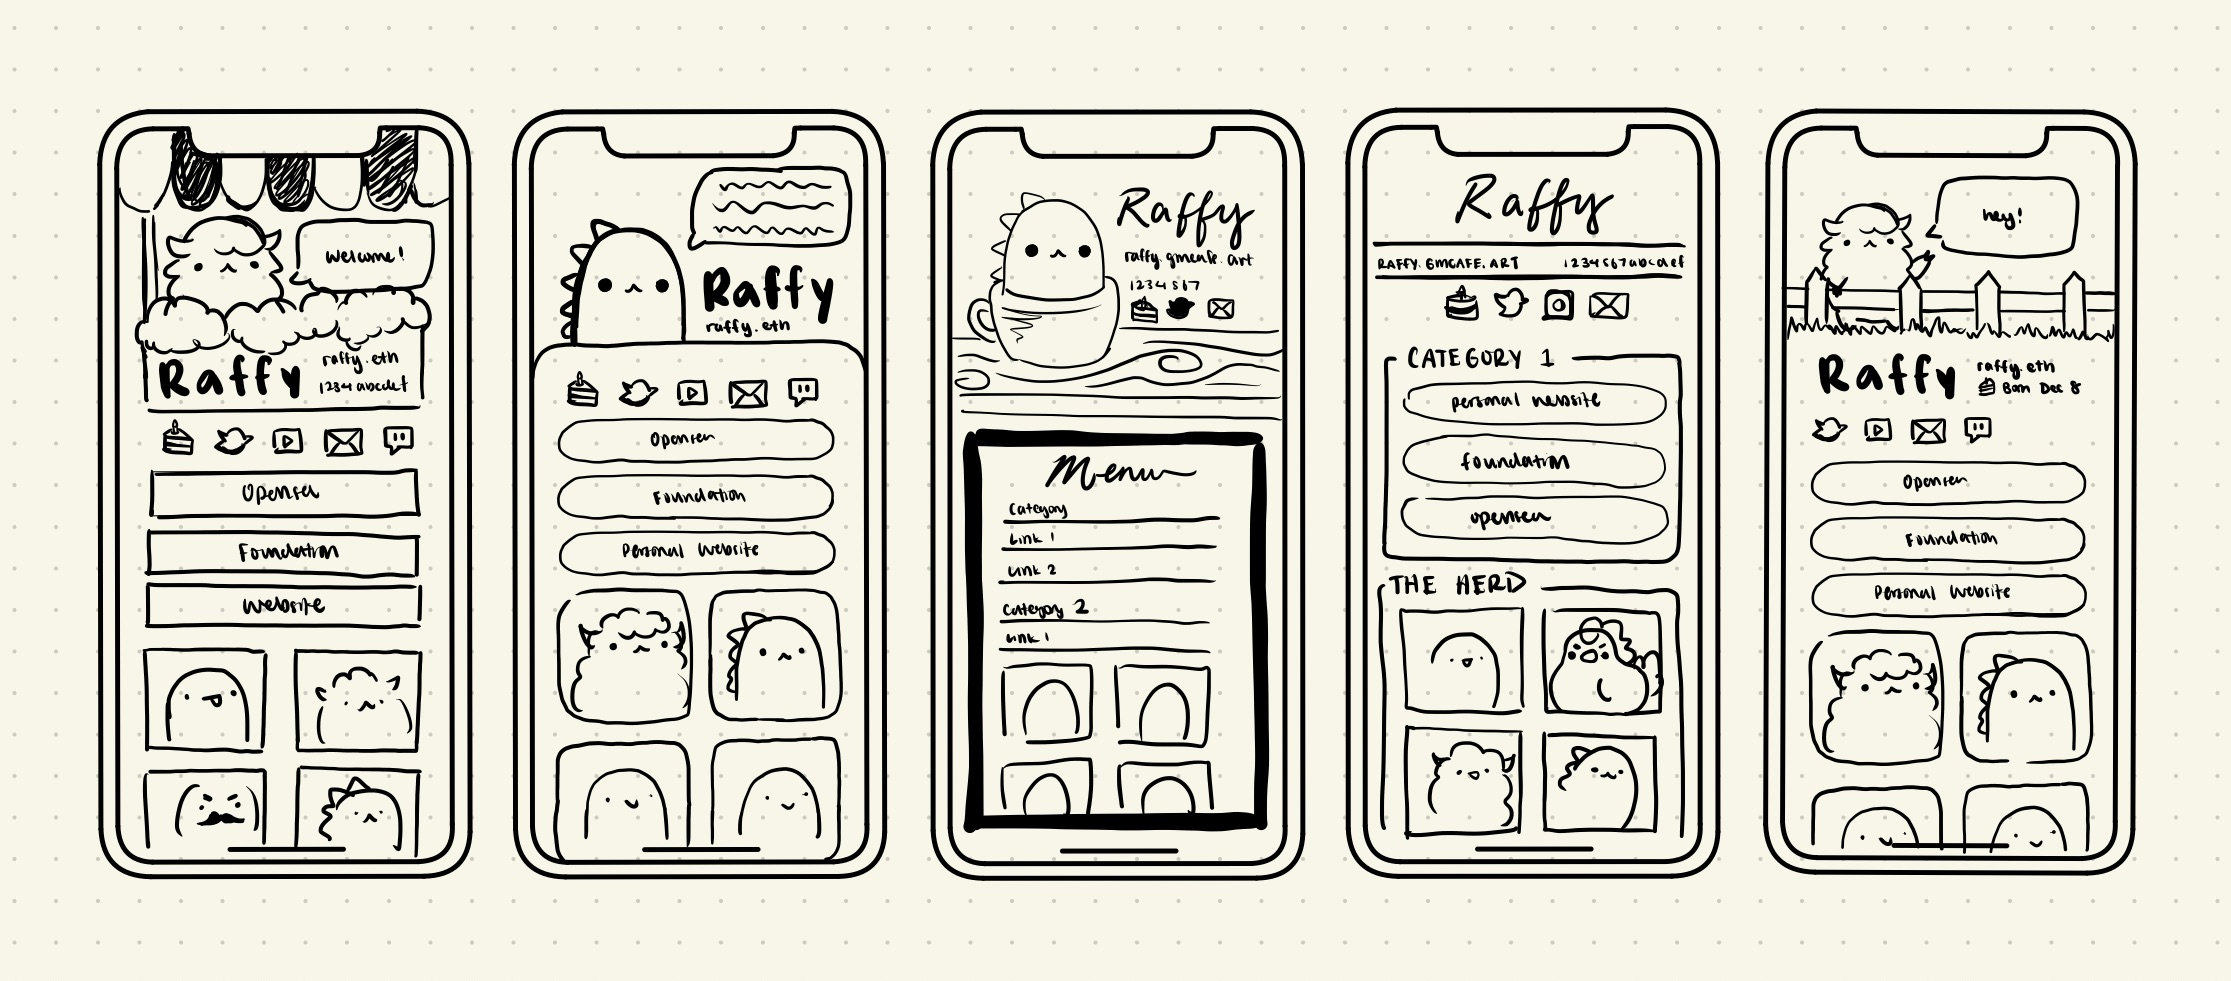 Welcome!
Raffy
raffy.eth
1234abcdef
Opensea
Foundation
Website
Raffy
raffy.eth
Opensea
Foundation
Personal Website
Raffy
raffy.gmcafe.art
1234567
Menu
Category
Link 1
Link 2
Category 2
Link 1
Raffy
RAFFY.GMCAFE.ART
1234567abcdef
CATEGORY 1
personal website
foundation
opensea
THE HERD
hey!
Raffy
raffy.eth
Born Dec 8
Opensea
Foundation
Personal Website